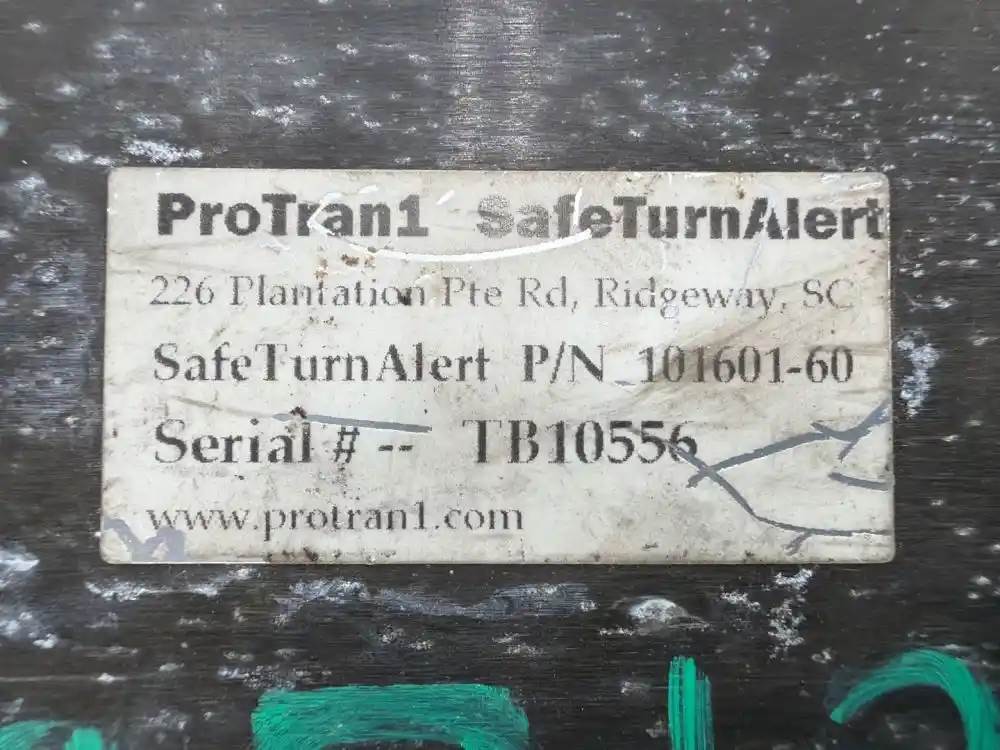 ProTran1 SafeTurnAlert
226 Plantation Pte Rd, Ridgeway, SC
SafeTurnAlert P/N 101601-60
Serial # -- TB10556
www.protran1.com